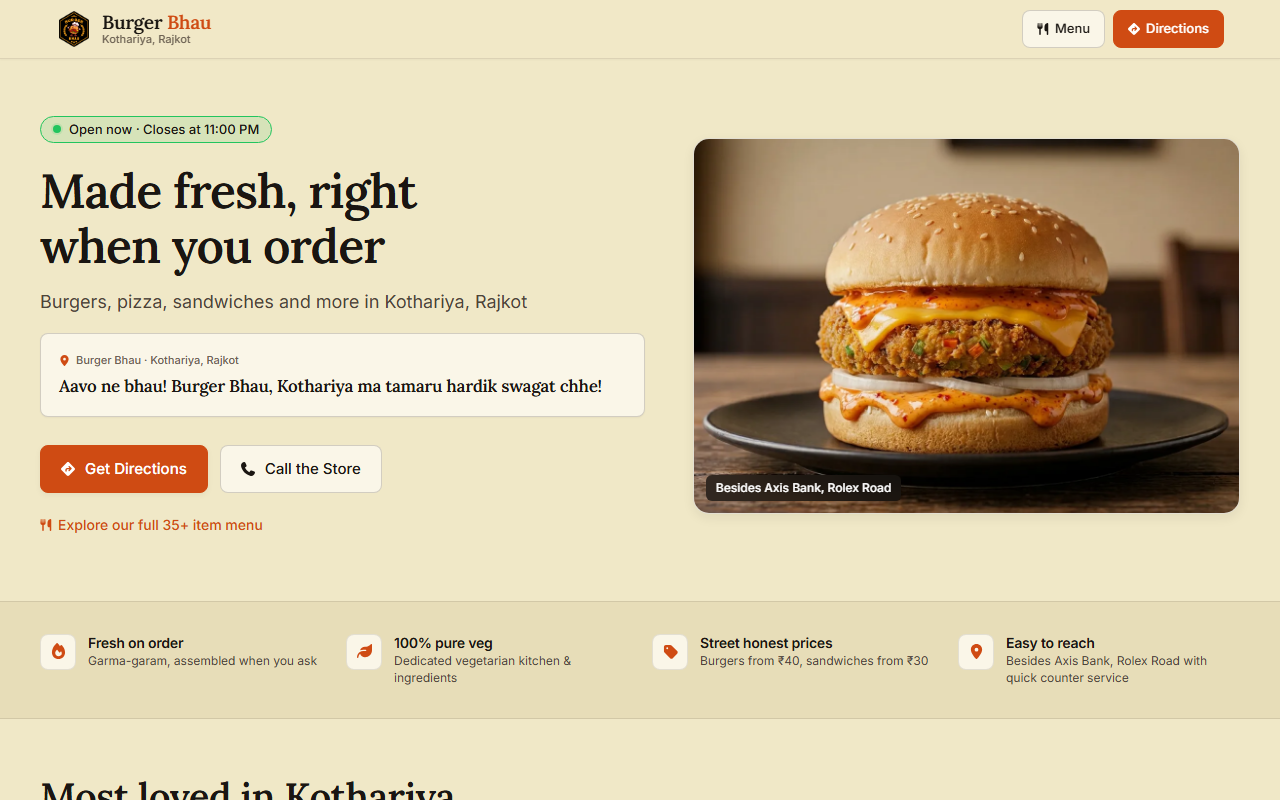 Burger Bhau
Kothariya, Rajkot
Menu
Directions
Open now · Closes at 11:00 PM
Made fresh, right
when you order
Burgers, pizza, sandwiches and more in Kothariya, Rajkot
Burger Bhau · Kothariya, Rajkot
Aavo ne bhau! Burger Bhau, Kothariya ma tamaru hardik swagat chhe!
Get Directions
Call the Store
Explore our full 35+ item menu
Besides Axis Bank, Rolex Road
Fresh on order
Garma-garam, assembled when you ask
100% pure veg
Dedicated vegetarian kitchen &
ingredients
Street honest prices
Burgers from ₹40, sandwiches from ₹30
Easy to reach
Besides Axis Bank, Rolex Road with
quick counter service
Most loved in Kothariya